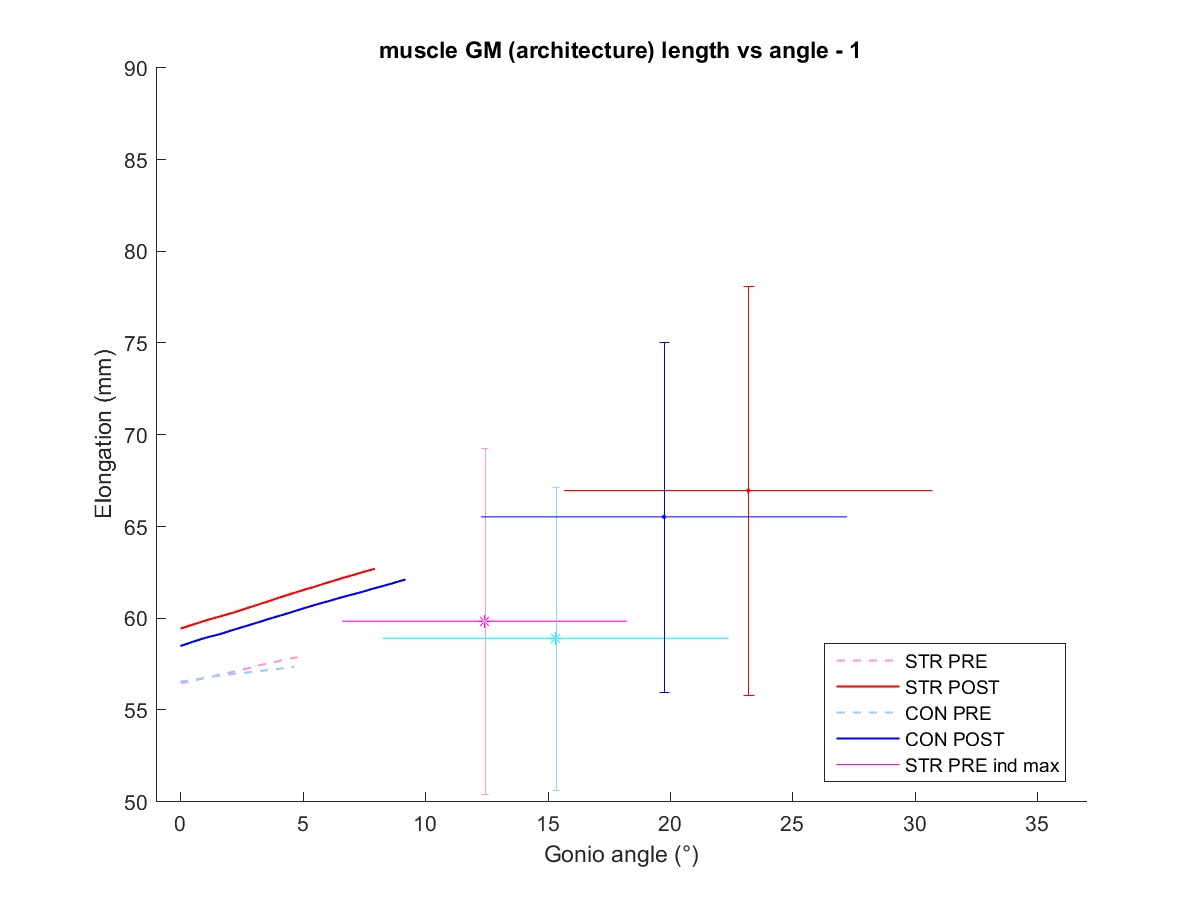 muscle GM (architecture) length vs angle - 1
90
85
80
75
70
65
60
55
50
Elongation (mm)
0 5 10 15 20 25 30 35
Gonio angle (°)
STR PRE
STR POST
CON PRE
CON POST
STR PRE ind max